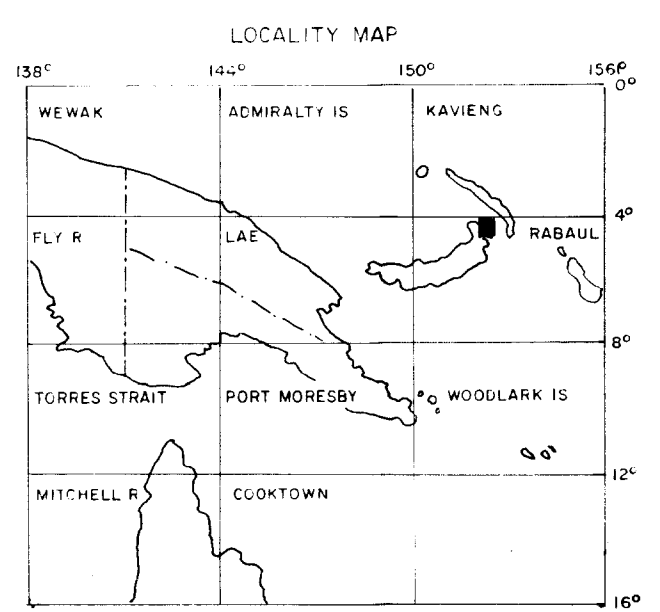 LOCALITY MAP
138° 144° 150° 156°
0°
WEWAK ADMIRALTY IS KAVIENG
4°
FLY R LAE RABAUL
8°
TORRES STRAIT PORT MORESBY WOODLARK IS
12°
MITCHELL R COOKTOWN
16°